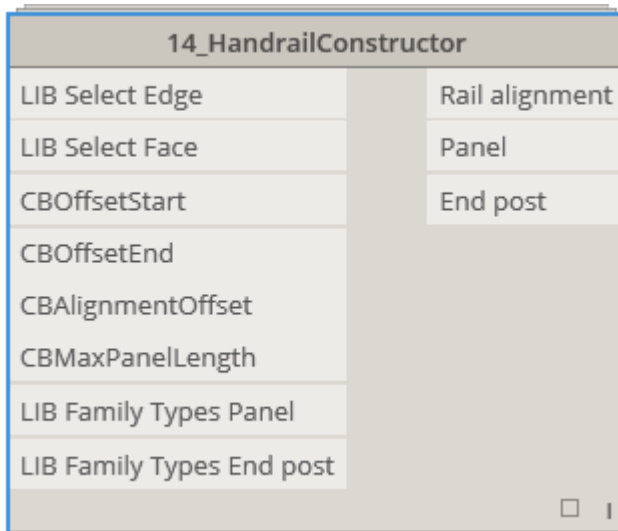 14_HandrailConstructor
LIB Select Edge
Rail alignment
LIB Select Face
Panel
CBOffsetStart
End post
CBOffsetEnd
CBAlignmentOffset
CBMaxPanelLength
LIB Family Types Panel
LIB Family Types End post